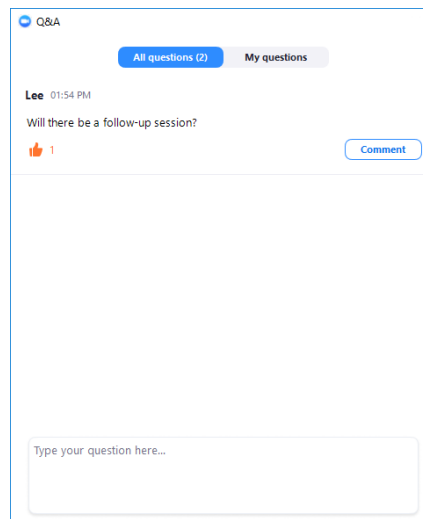 Q&A
All questions (2) My questions
Lee 01:54 PM
Will there be a follow-up session?
1
Comment
Type your question here...